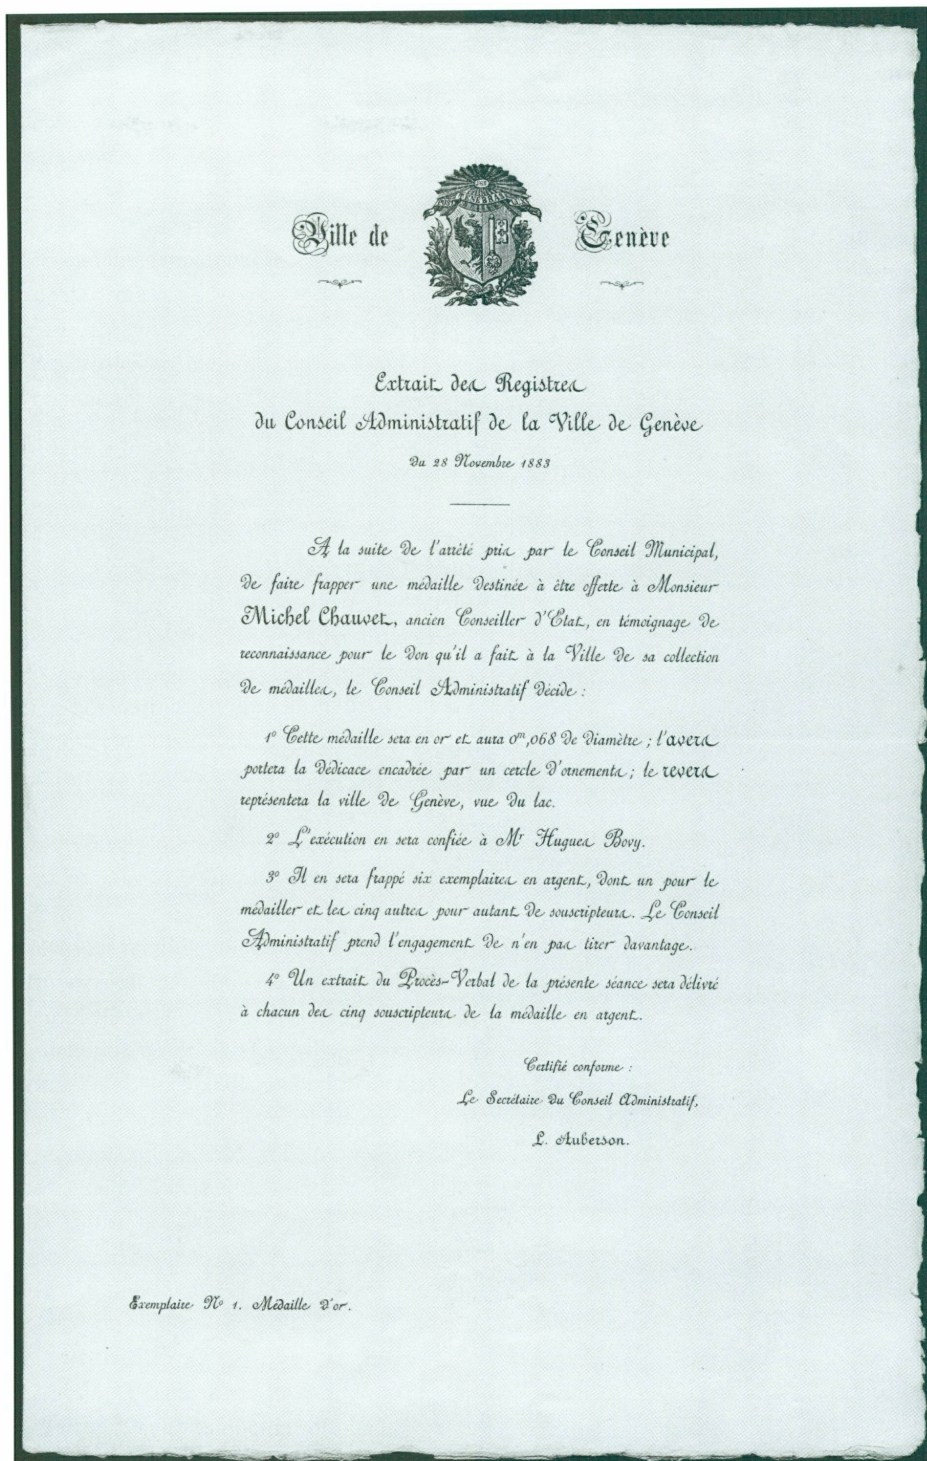 Ville de Genève
Extrait des Registres
du Conseil Administratif de la Ville de Genève
Du 28 Novembre 1883
A la suite de l'arrêté pris par le Conseil Municipal,
de faire frapper une médaille destinée à être offerte à Monsieur
Michel Chauvet, ancien Conseiller d'Etat, en témoignage de
reconnaissance pour le don qu'il a fait à la Ville de sa collection
de médailles, le Conseil Administratif décide :
1º Cette médaille sera en or et aura 0ᵐ,068 de diamètre ; l'avers
portera la dédicace encadrée par un cercle d'ornements ; le revers
représentera la ville de Genève, vue du lac.
2º L'exécution en sera confiée à Mʳ Hugues Bovy.
3º Il en sera frappé six exemplaires en argent, dont un pour le
médailler et les cinq autres pour autant de souscripteurs. Le Conseil
Administratif prend l'engagement de n'en pas tirer davantage.
4º Un extrait du Procès-Verbal de la présente séance sera délivré
à chacun des cinq souscripteurs de la médaille en argent.
Certifié conforme :
Le Secrétaire du Conseil Administratif,
L. Auberson.
Exemplaire Nº 1. Médaille d'or.